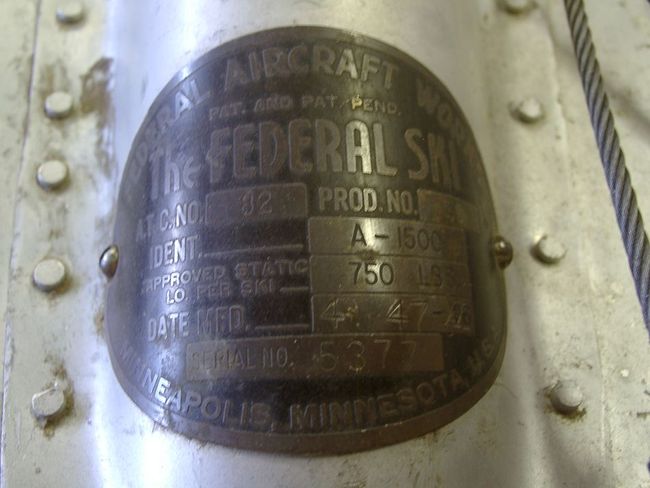 FEDERAL AIRCRAFT WORKS
PAT. AND PAT. PEND.
The FEDERAL SKI
A.T.C. NO. 92 PROD. NO.
IDENT. A-1500
APPROVED STATIC
LD. PER SKI 750 LBS
DATE MFD. 4 47
SERIAL NO. 5377
MINNEAPOLIS, MINNESOTA, U.S.